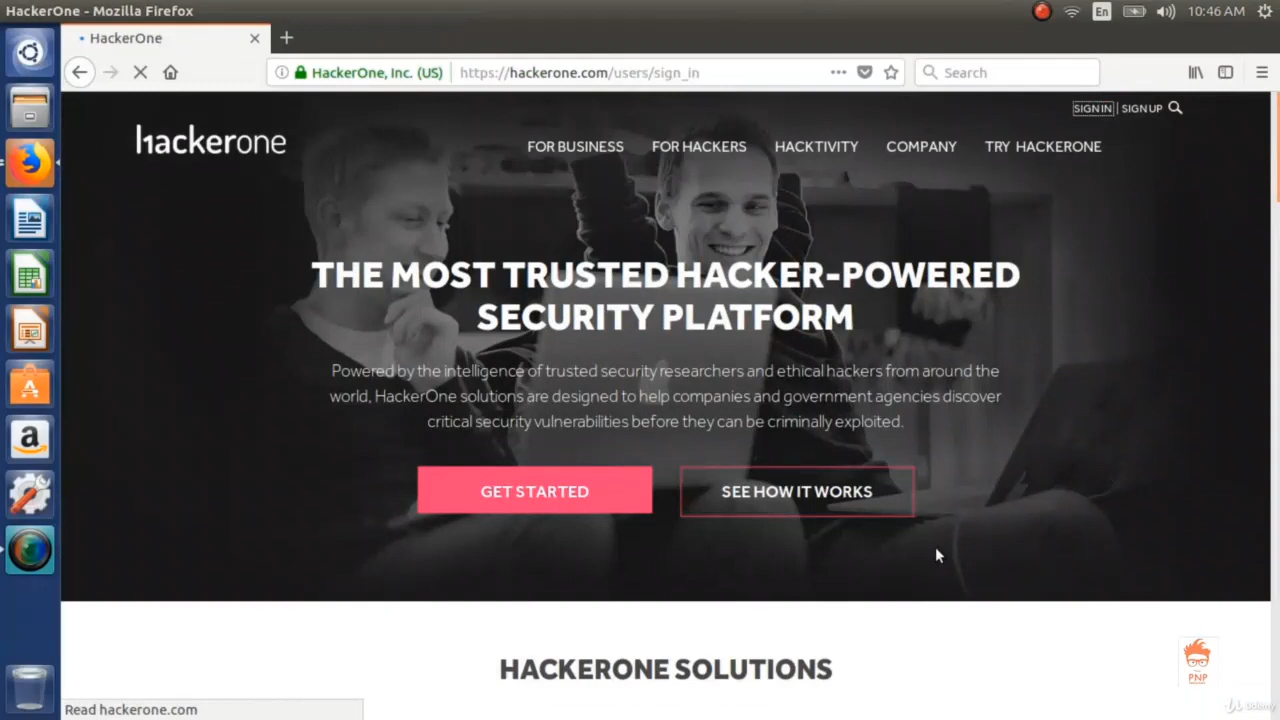 HackerOne - Mozilla Firefox
En
10:46 AM
HackerOne
HackerOne, Inc. (US)
https://hackerone.com/users/sign_in
Search
SIGN IN | SIGN UP
hackerone
FOR BUSINESS
FOR HACKERS
HACKTIVITY
COMPANY
TRY HACKERONE
THE MOST TRUSTED HACKER-POWERED
SECURITY PLATFORM
Powered by the intelligence of trusted security researchers and ethical hackers from around the
world, HackerOne solutions are designed to help companies and government agencies discover
critical security vulnerabilities before they can be criminally exploited.
GET STARTED
SEE HOW IT WORKS
HACKERONE SOLUTIONS
PNP
Udemy
Read hackerone.com